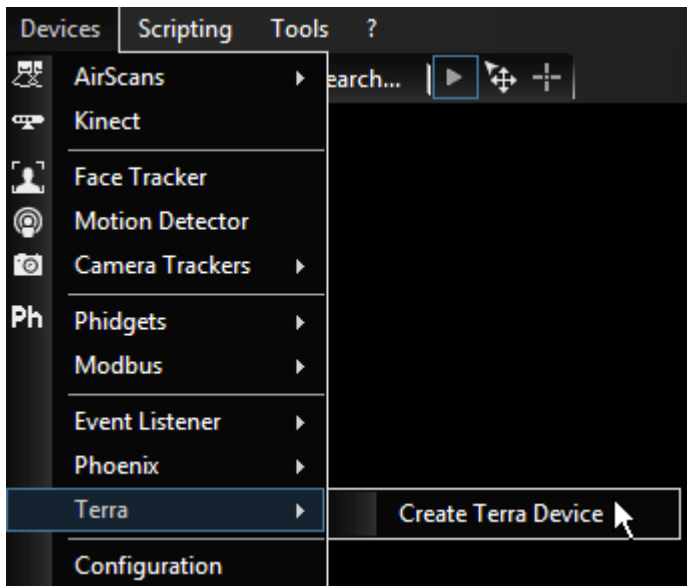 Devices Scripting Tools ?
AirScans earch...
Kinect
Face Tracker
Motion Detector
Camera Trackers
Ph Phidgets
Modbus
Event Listener
Phoenix
Terra Create Terra Device
Configuration